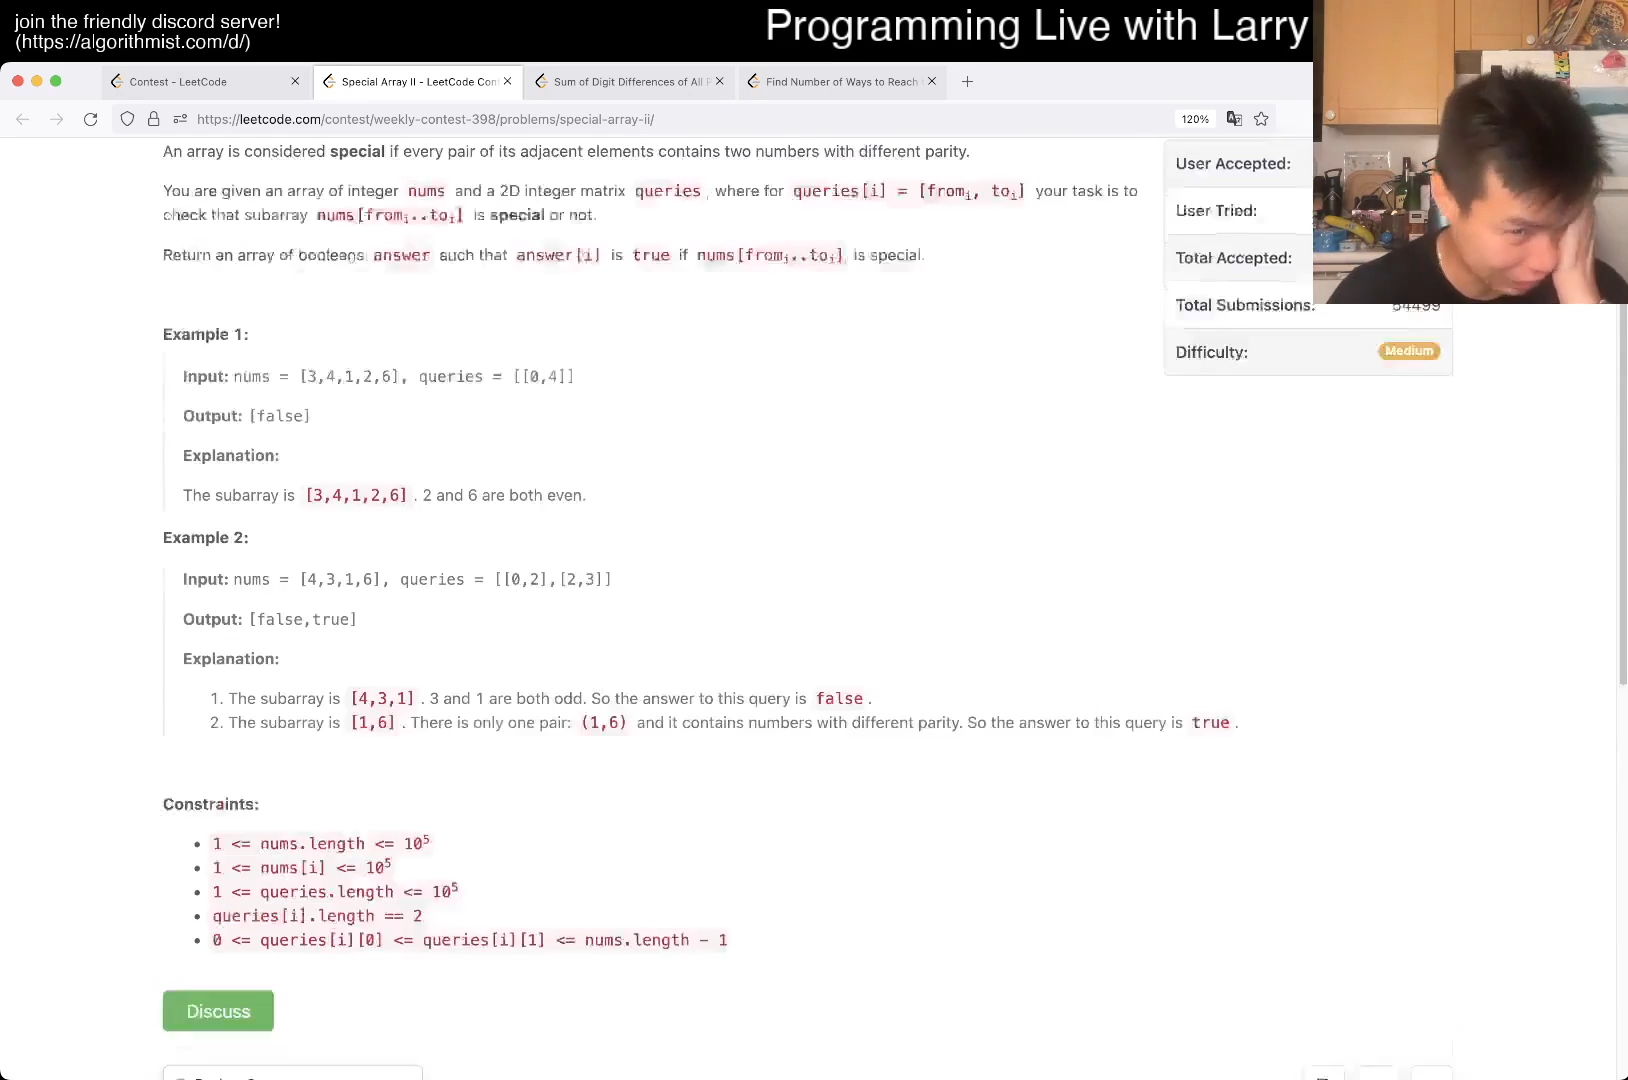 join the friendly discord server!
(https://algorithmist.com/d/)
Programming Live with Larry
Contest - LeetCode
Special Array II - LeetCode Cont
Sum of Digit Differences of All P
Find Number of Ways to Reach
https://leetcode.com/contest/weekly-contest-398/problems/special-array-ii/
120%
An array is considered special if every pair of its adjacent elements contains two numbers with different parity.
You are given an array of integer nums and a 2D integer matrix queries, where for queries[i] = [fromi, toi] your task is to
check that subarray nums[fromi..toi] is special or not.
Return an array of booleans answer such that answer[i] is true if nums[fromi..toi] is special.
User Accepted:
User Tried:
Total Accepted:
Total Submissions: 54499
Difficulty: Medium
Example 1:
Input: nums = [3,4,1,2,6], queries = [[0,4]]
Output: [false]
Explanation:
The subarray is [3,4,1,2,6]. 2 and 6 are both even.
Example 2:
Input: nums = [4,3,1,6], queries = [[0,2],[2,3]]
Output: [false,true]
Explanation:
1. The subarray is [4,3,1]. 3 and 1 are both odd. So the answer to this query is false.
2. The subarray is [1,6]. There is only one pair: (1,6) and it contains numbers with different parity. So the answer to this query is true.
Constraints:
• 1 <= nums.length <= 10⁵
• 1 <= nums[i] <= 10⁵
• 1 <= queries.length <= 10⁵
• queries[i].length == 2
• 0 <= queries[i][0] <= queries[i][1] <= nums.length - 1
Discuss